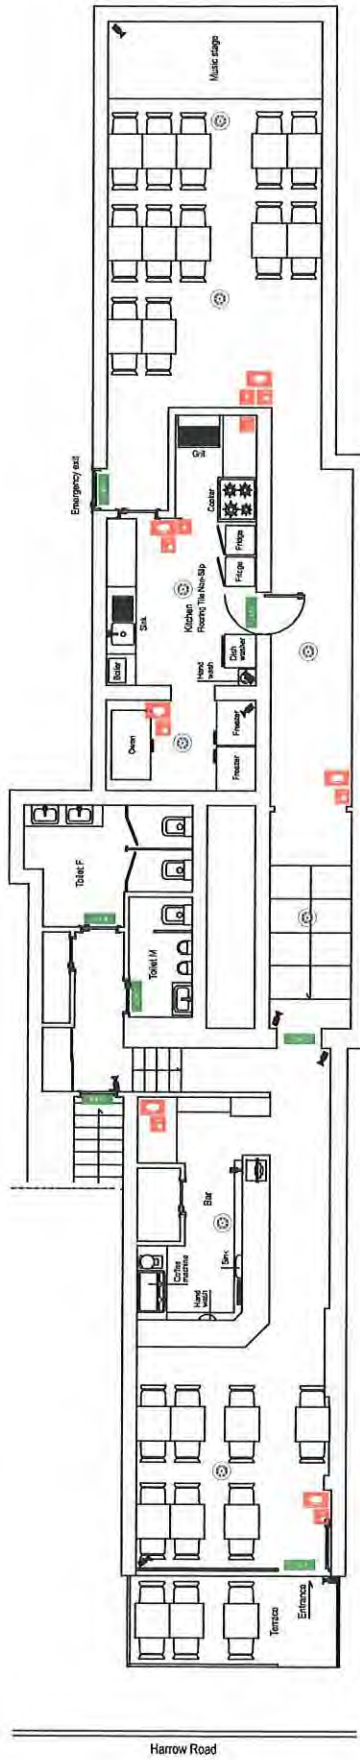 Music stage
Emergency exit
Grill
Cooker
Fridge
Fridge
Kitchen
Flooring Tile Non-Slip
Sink
Boiler
Hand
wash
Dish
washer
Oven
Freezer
Freezer
Toilet F
Toilet M
Bar
Coffee
machine
Hand
wash
Sink
Terrace
Entrance
Harrow Road